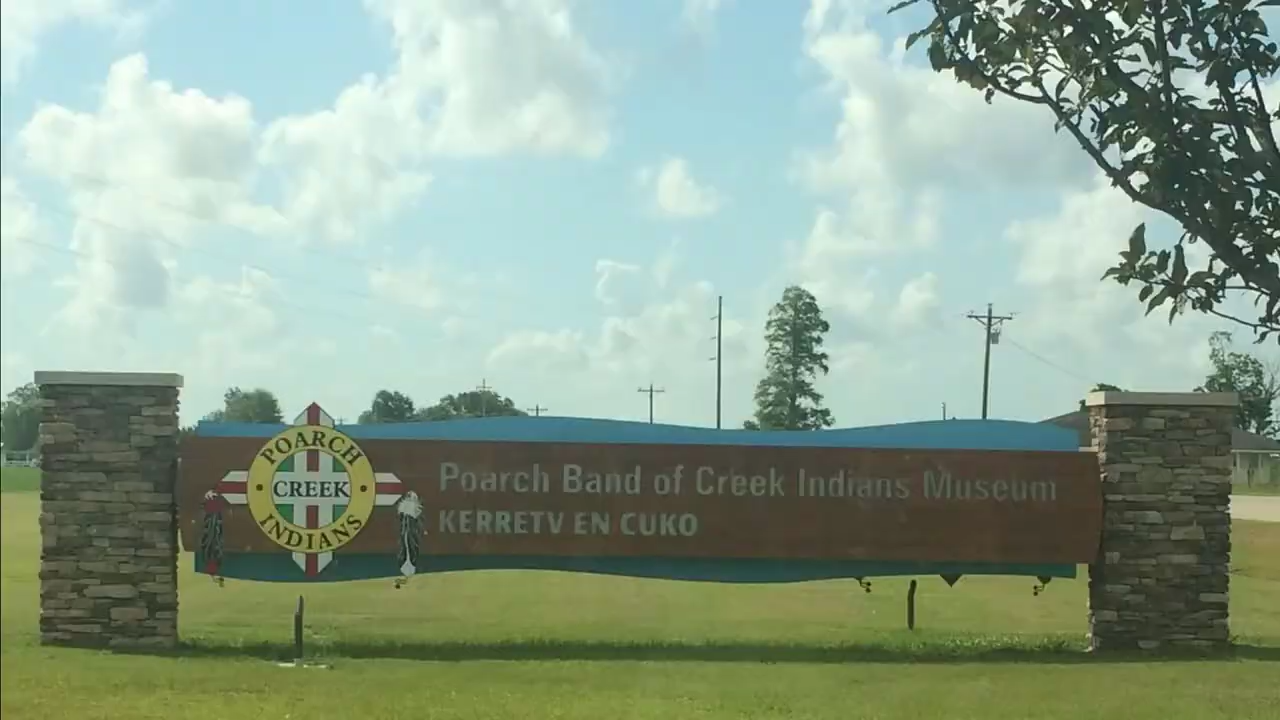 POARCH
CREEK
INDIANS
Poarch Band of Creek Indians Museum
KERRETV EN CUKO